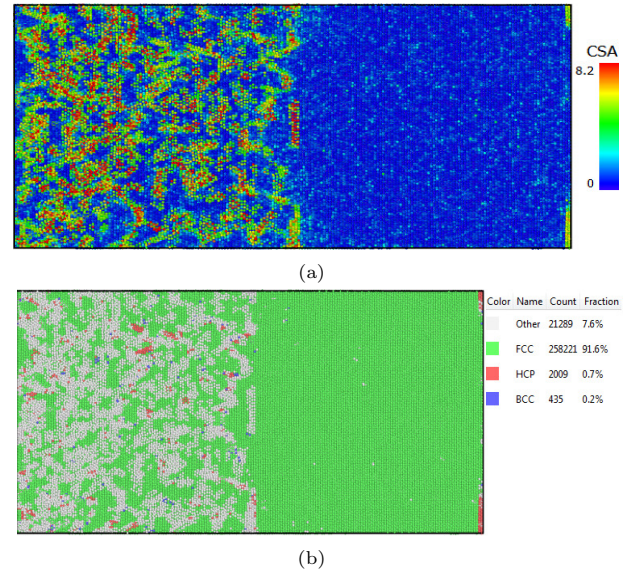 CSA
8.2
0
(a)
Color Name Count Fraction
Other 21289 7.6%
FCC 258221 91.6%
HCP 2009 0.7%
BCC 435 0.2%
(b)